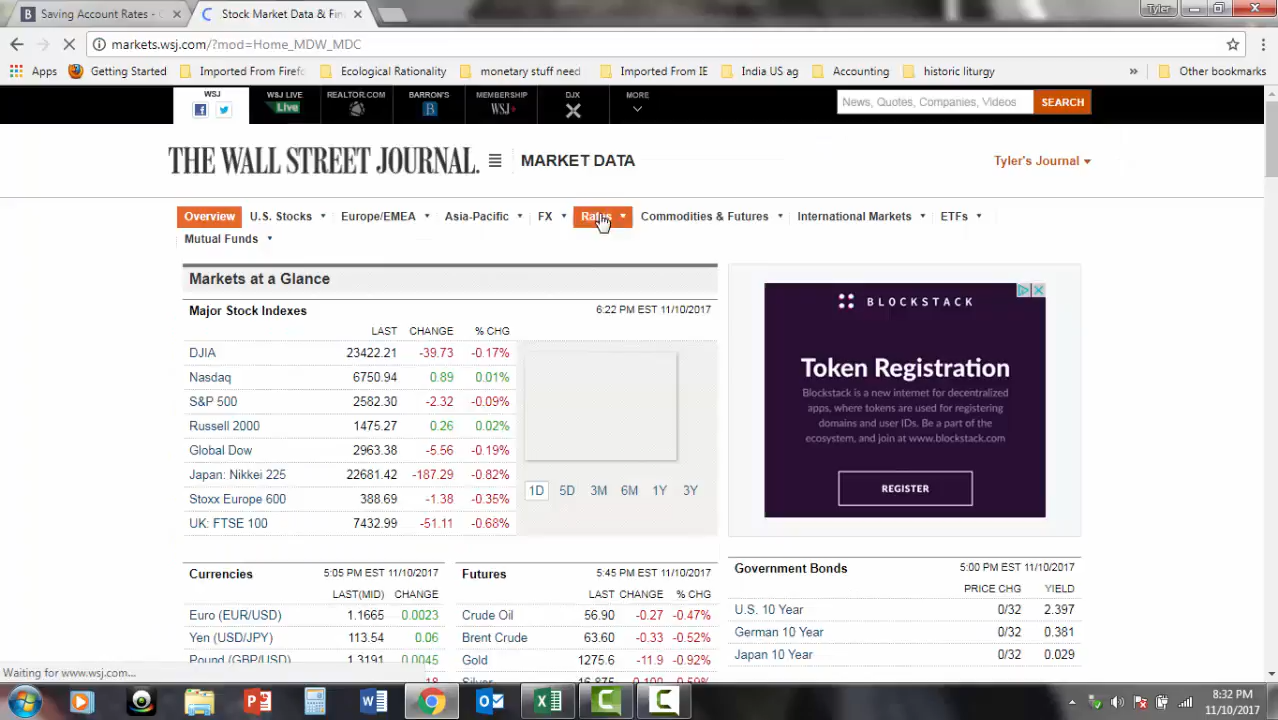 Saving Account Rates -
Stock Market Data & Fin
Tyler
markets.wsj.com/?mod=Home_MDW_MDC
Apps
Getting Started
Imported From Firefo
Ecological Rationality
monetary stuff need
Imported From IE
India US ag
Accounting
historic liturgy
»
Other bookmarks
WSJ
WSJ LIVE
Live
REALTOR.COM
BARRON'S
B
MEMBERSHIP
WSJ+
DJX
MORE
News, Quotes, Companies, Videos
SEARCH
THE WALL STREET JOURNAL.
MARKET DATA
Tyler's Journal
Overview
U.S. Stocks
Europe/EMEA
Asia-Pacific
FX
Rates
Commodities & Futures
International Markets
ETFs
Mutual Funds
Markets at a Glance
Major Stock Indexes 6:22 PM EST 11/10/2017
LAST CHANGE % CHG
DJIA 23422.21 -39.73 -0.17%
Nasdaq 6750.94 0.89 0.01%
S&P 500 2582.30 -2.32 -0.09%
Russell 2000 1475.27 0.26 0.02%
Global Dow 2963.38 -5.56 -0.19%
Japan: Nikkei 225 22681.42 -187.29 -0.82%
Stoxx Europe 600 388.69 -1.38 -0.35%
UK: FTSE 100 7432.99 -51.11 -0.68%
1D 5D 3M 6M 1Y 3Y
BLOCKSTACK
Token Registration
Blockstack is a new internet for decentralized
apps, where tokens are used for registering
domains and user IDs. Be a part of the
ecosystem, and join at www.blockstack.com
REGISTER
Currencies 5:05 PM EST 11/10/2017
LAST(MID) CHANGE
Euro (EUR/USD) 1.1665 0.0023
Yen (USD/JPY) 113.54 0.06
Pound (GBP/USD) 1.3191 0.0045
Futures 5:45 PM EST 11/10/2017
LAST CHANGE % CHG
Crude Oil 56.90 -0.27 -0.47%
Brent Crude 63.60 -0.33 -0.52%
Gold 1275.6 -11.9 -0.92%
Government Bonds 5:00 PM EST 11/10/2017
PRICE CHG YIELD
U.S. 10 Year 0/32 2.397
German 10 Year 0/32 0.381
Japan 10 Year 0/32 0.029
Waiting for www.wsj.com...
8:32 PM
11/10/2017